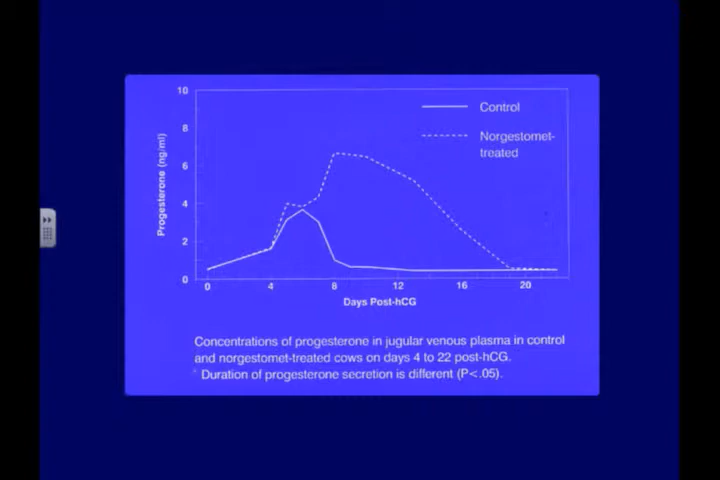 10
8
6
4
2
0
Progesterone (ng/ml)
Control
Norgestomet-
treated
0 4 8 12 16 20
Days Post-hCG
Concentrations of progesterone in jugular venous plasma in control
and norgestomet-treated cows on days 4 to 22 post-hCG.
* Duration of progesterone secretion is different (P<.05).